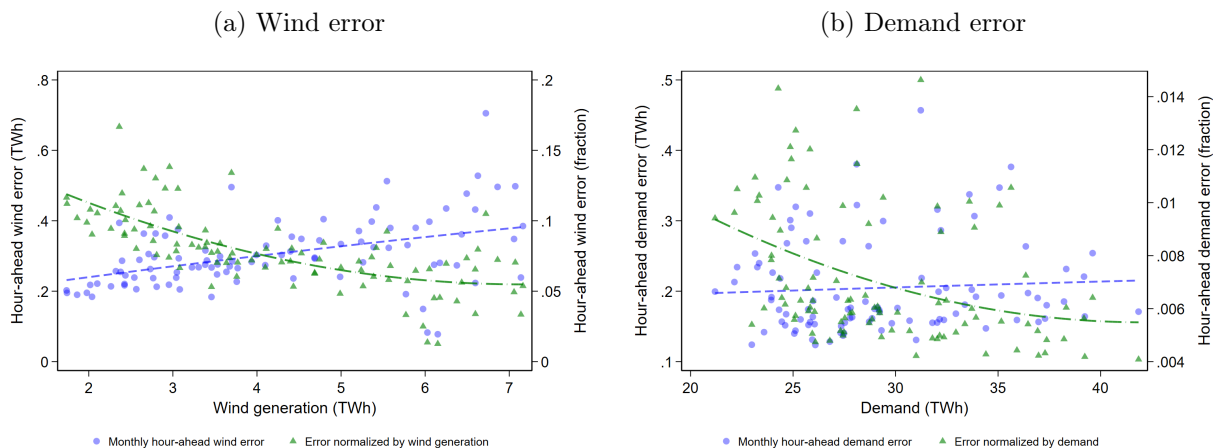 (a) Wind error
.8
.6
.4
.2
0
Hour-ahead wind error (TWh)
.2
.15
.1
.05
0
Hour-ahead wind error (fraction)
2 3 4 5 6 7
Wind generation (TWh)
Monthly hour-ahead wind error Error normalized by wind generation
(b) Demand error
.5
.4
.3
.2
.1
Hour-ahead demand error (TWh)
.014
.012
.01
.008
.006
.004
Hour-ahead demand error (fraction
20 25 30 35 40
Demand (TWh)
Monthly hour-ahead demand error Error normalized by demand